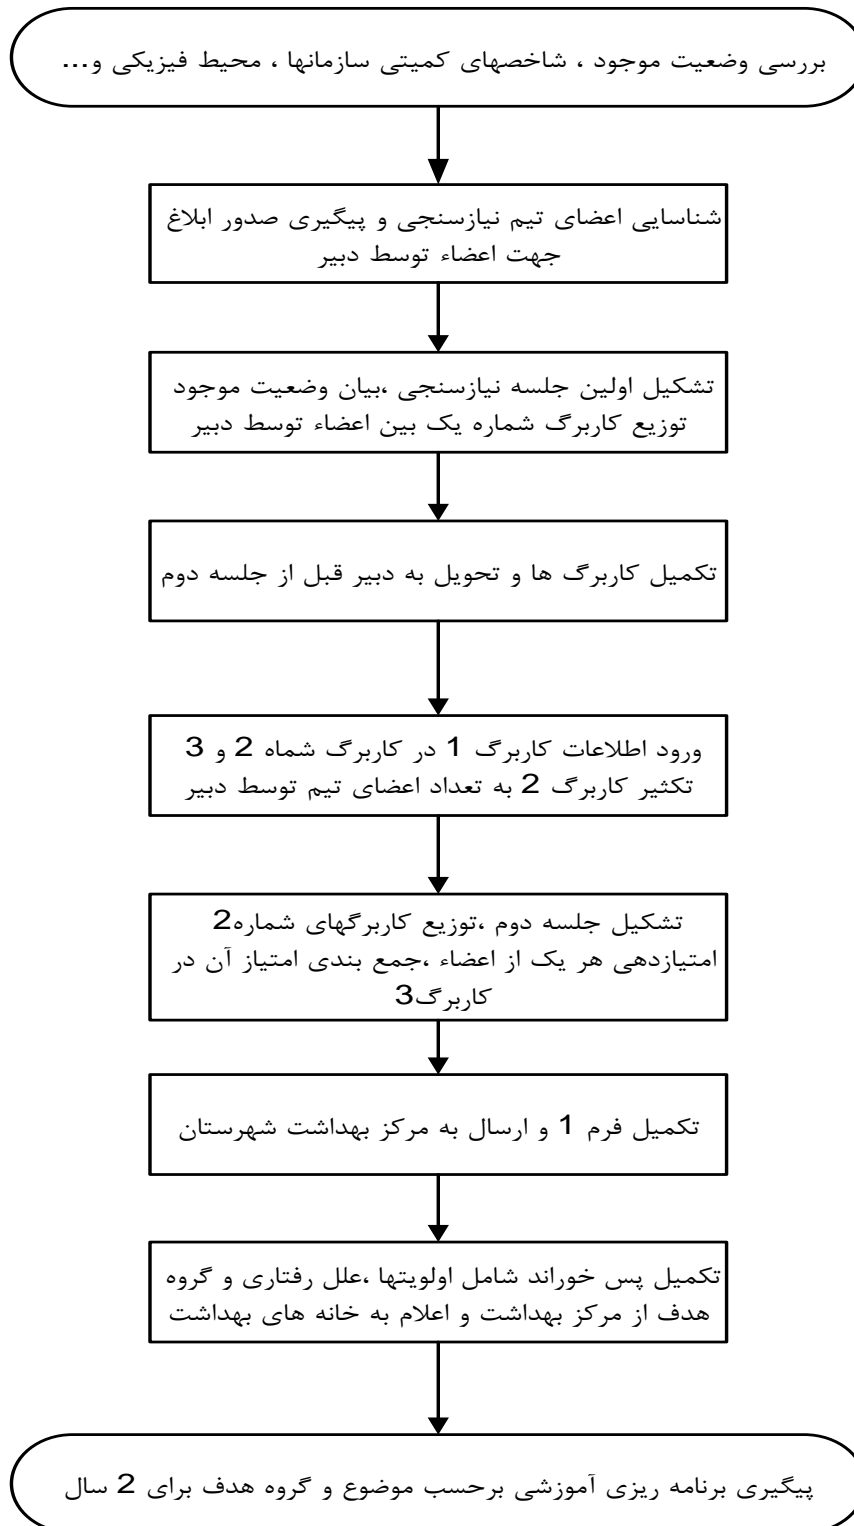 بررسی وضعیت موجود ، شاخصهای کمیتی سازمانها ، محیط فیزیکی و...
شناسایی اعضای تیم نیازسنجی و پیگیری صدور ابلاغ
جهت اعضاء توسط دبیر
تشکیل اولین جلسه نیازسنجی ،بیان وضعیت موجود
توزیع کاربرگ شماره یک بین اعضاء توسط دبیر
تکمیل کاربرگ ها و تحویل به دبیر قبل از جلسه دوم
ورود اطلاعات کاربرگ 1 در کاربرگ شماه 2 و 3
تکثیر کاربرگ 2 به تعداد اعضای تیم توسط دبیر
تشکیل جلسه دوم ،توزیع کاربرگهای شماره2
امتیازدهی هر یک از اعضاء ،جمع بندی امتیاز آن در
کاربرگ3
تکمیل فرم 1 و ارسال به مرکز بهداشت شهرستان
تکمیل پس خوراند شامل اولویتها ،علل رفتاری و گروه
هدف از مرکز بهداشت و اعلام به خانه های بهداشت
پیگیری برنامه ریزی آموزشی برحسب موضوع و گروه هدف برای 2 سال